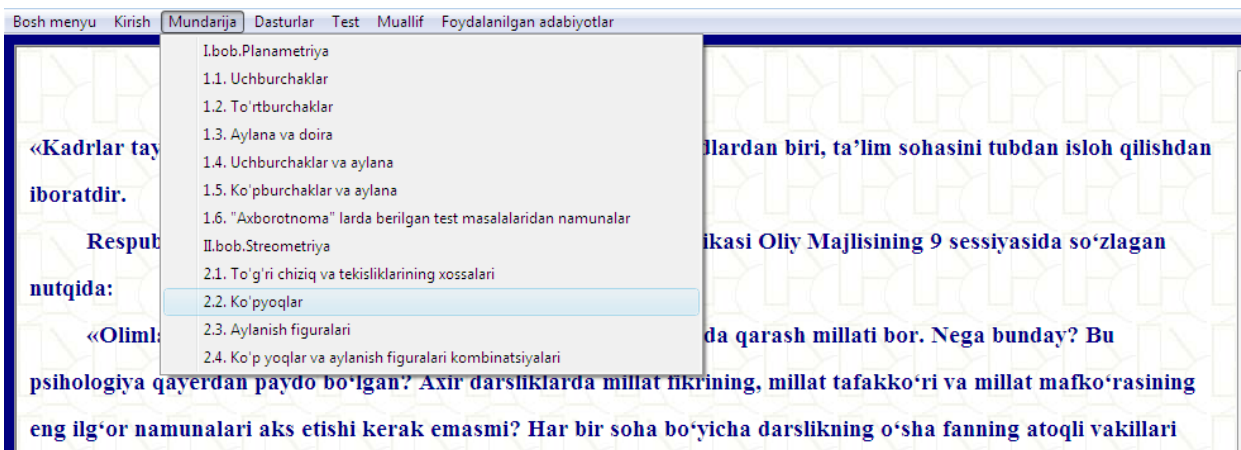 Bosh menyu Kirish Mundarija Dasturlar Test Muallif Foydalanilgan adabiyotlar
I.bob.Planametriya
1.1. Uchburchaklar
1.2. To'rtburchaklar
1.3. Aylana va doira
1.4. Uchburchaklar va aylana
1.5. Ko'pburchaklar va aylana
1.6. "Axborotnoma" larda berilgan test masalalaridan namunalar
II.bob.Streometriya
2.1. To'g'ri chiziq va tekisliklarining xossalari
2.2. Ko'pyoqlar
2.3. Aylanish figuralari
2.4. Ko'p yoqlar va aylanish figuralari kombinatsiyalari
«Kadrlar tay dlardan biri, ta’lim sohasini tubdan isloh qilishdan
iboratdir.
Respub ikasi Oliy Majlisining 9 sessiyasida so‘zlagan
nutqida:
«Olimla da qarash millati bor. Nega bunday? Bu
psihologiya qayerdan paydo bo‘lgan? Axir darsliklarda millat fikrining, millat tafakko‘ri va millat mafko‘rasining
eng ilg‘or namunalari aks etishi kerak emasmi? Har bir soha bo‘yicha darslikning o‘sha fanning atoqli vakillari